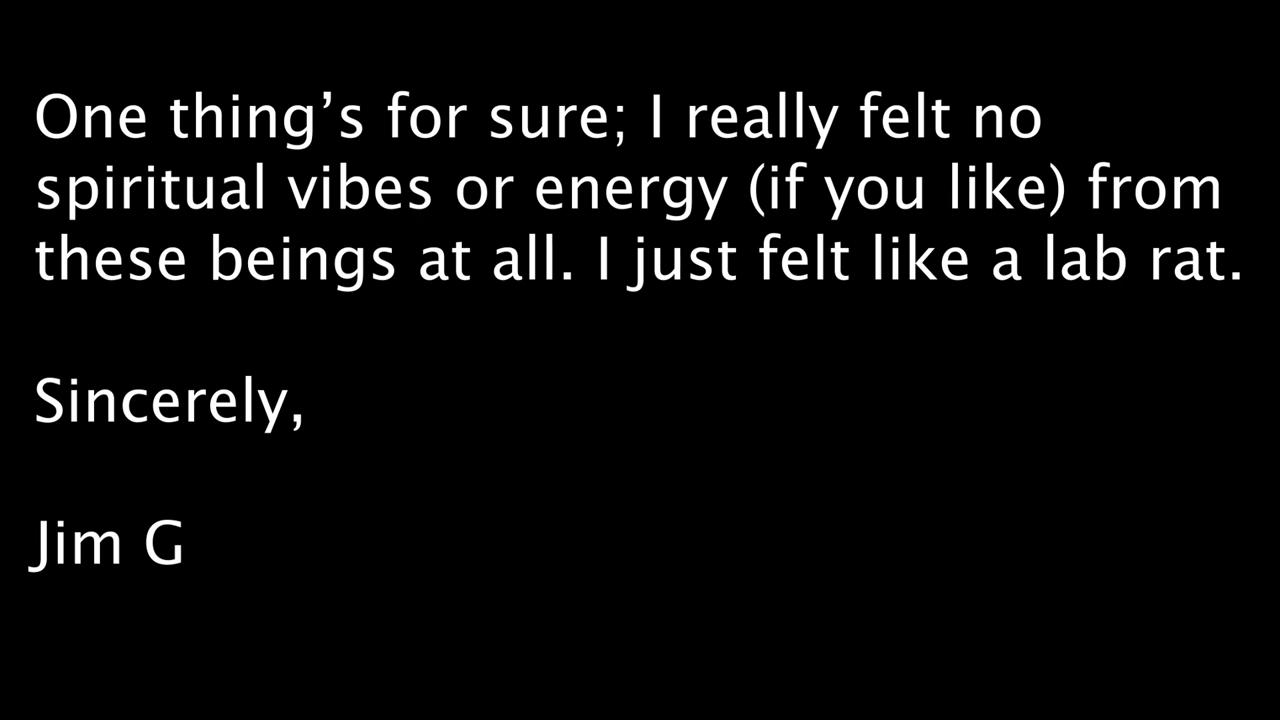 One thing’s for sure; I really felt no
spiritual vibes or energy (if you like) from
these beings at all. I just felt like a lab rat.
Sincerely,
Jim G